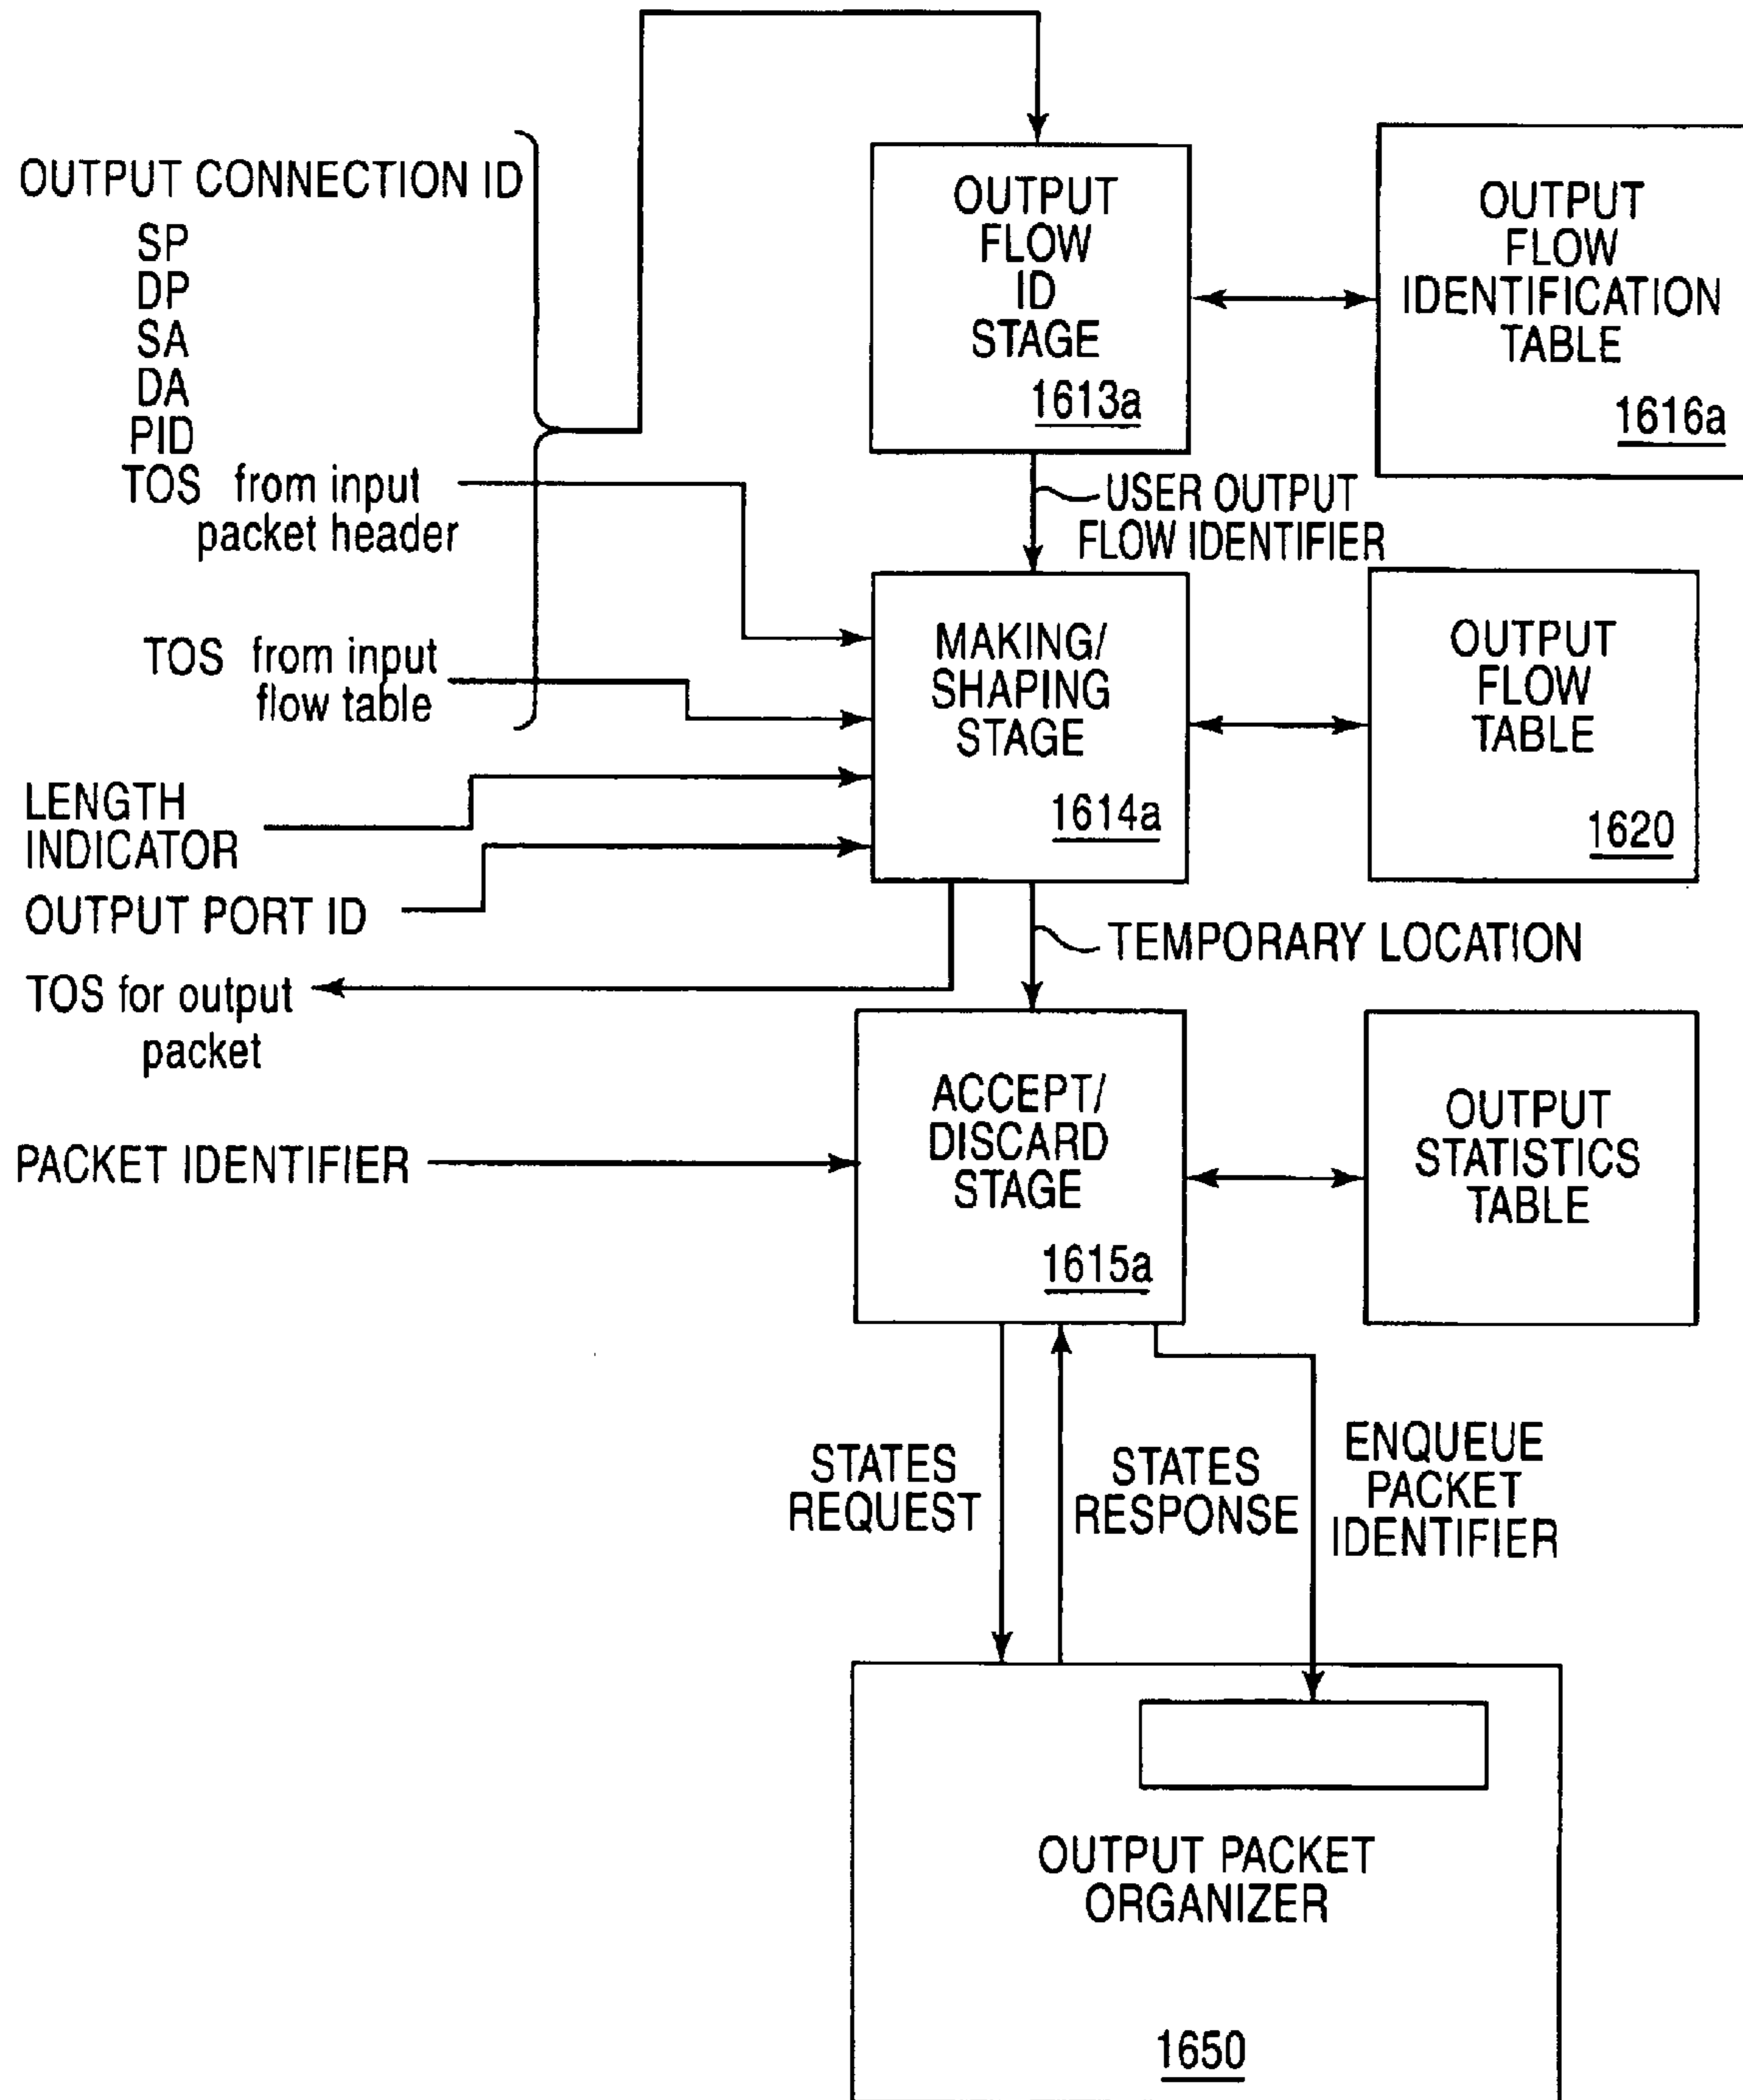 OUTPUT CONNECTION ID
SP
DP
SA
DA
PID
TOS from input
packet header
TOS from input
flow table
LENGTH
INDICATOR
OUTPUT PORT ID
TOS for output
packet
PACKET IDENTIFIER
OUTPUT
FLOW
ID
STAGE
1613a
OUTPUT
FLOW
IDENTIFICATION
TABLE
1616a
USER OUTPUT
FLOW IDENTIFIER
MAKING/
SHAPING
STAGE
1614a
OUTPUT
FLOW
TABLE
1620
TEMPORARY LOCATION
ACCEPT/
DISCARD
STAGE
1615a
OUTPUT
STATISTICS
TABLE
STATES
REQUEST
STATES
RESPONSE
ENQUEUE
PACKET
IDENTIFIER
OUTPUT PACKET
ORGANIZER
1650